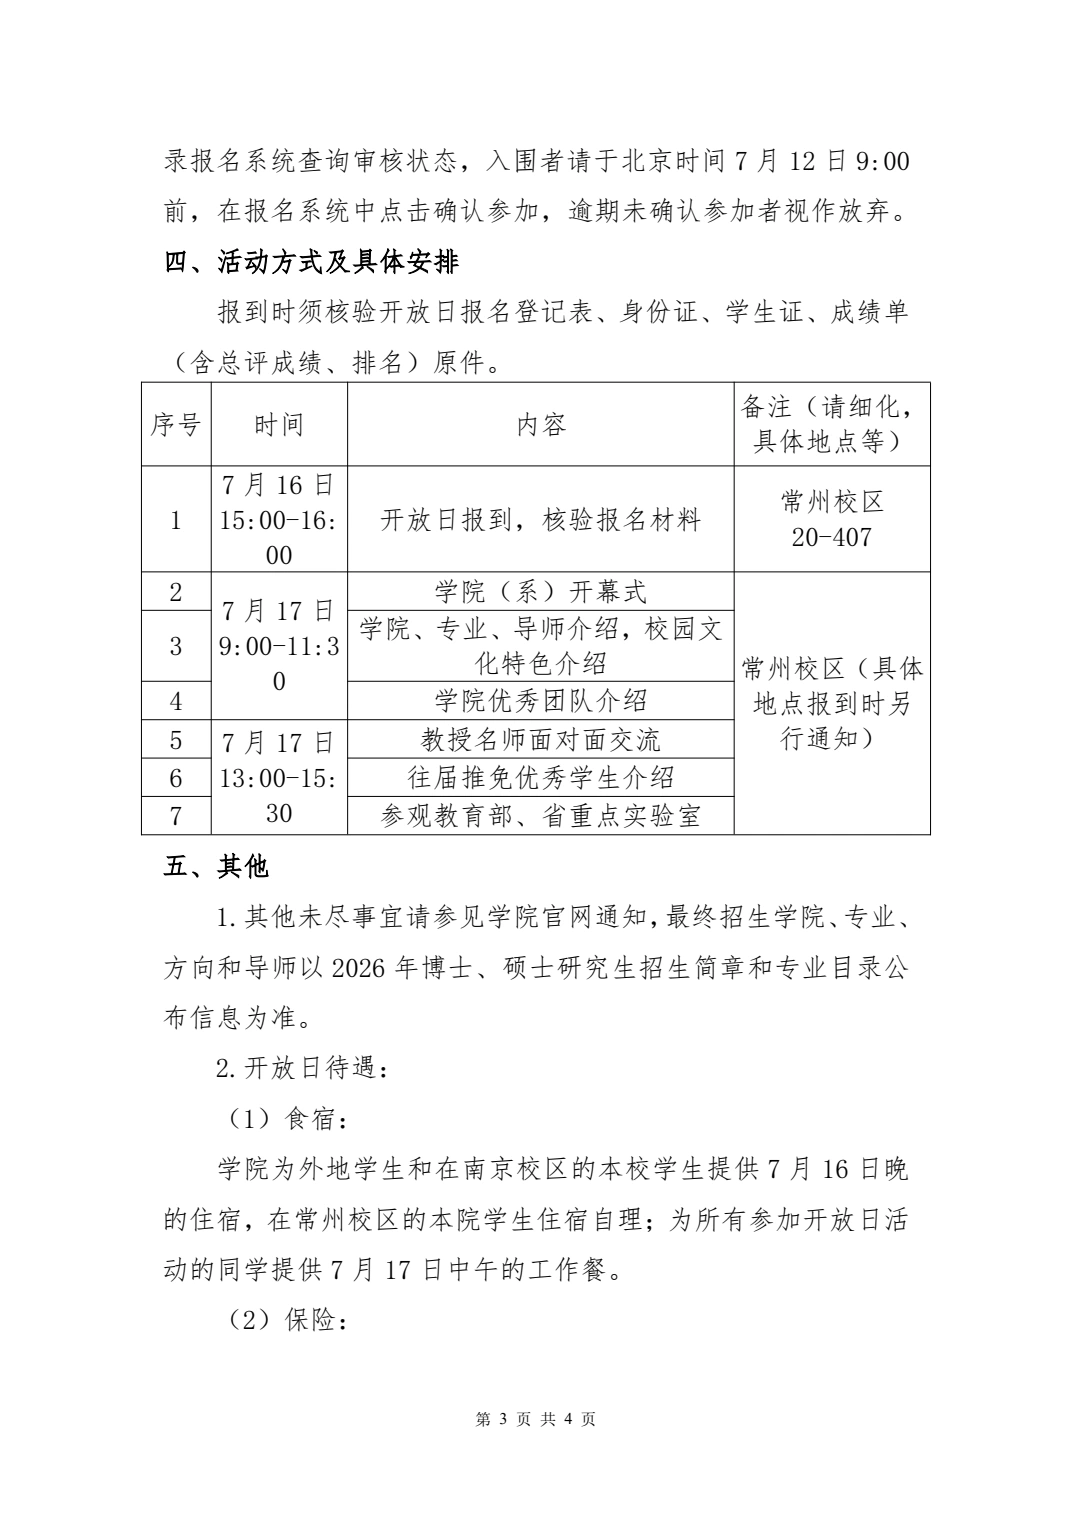 录报名系统查询审核状态，入围者请于北京时间 7 月 12 日 9:00
前，在报名系统中点击确认参加，逾期未确认参加者视作放弃。
四、活动方式及具体安排
报到时须核验开放日报名登记表、身份证、学生证、成绩单
（含总评成绩、排名）原件。
序号
时间
内容
备注（请细化，
具体地点等）
1
7 月 16 日
15:00-16:
00
开放日报到，核验报名材料
常州校区
20-407
2
7 月 17 日
9:00-11:3
0
学院（系）开幕式
3
学院、专业、导师介绍，校园文
化特色介绍
4
学院优秀团队介绍
常州校区（具体
地点报到时另
行通知）
5
7 月 17 日
13:00-15:
30
教授名师面对面交流
6
往届推免优秀学生介绍
7
参观教育部、省重点实验室
五、其他
1.其他未尽事宜请参见学院官网通知，最终招生学院、专业、
方向和导师以 2026 年博士、硕士研究生招生简章和专业目录公
布信息为准。
2.开放日待遇：
（1）食宿：
学院为外地学生和在南京校区的本校学生提供 7 月 16 日晚
的住宿，在常州校区的本院学生住宿自理；为所有参加开放日活
动的同学提供 7 月 17 日中午的工作餐。
（2）保险：
第 3 页 共 4 页